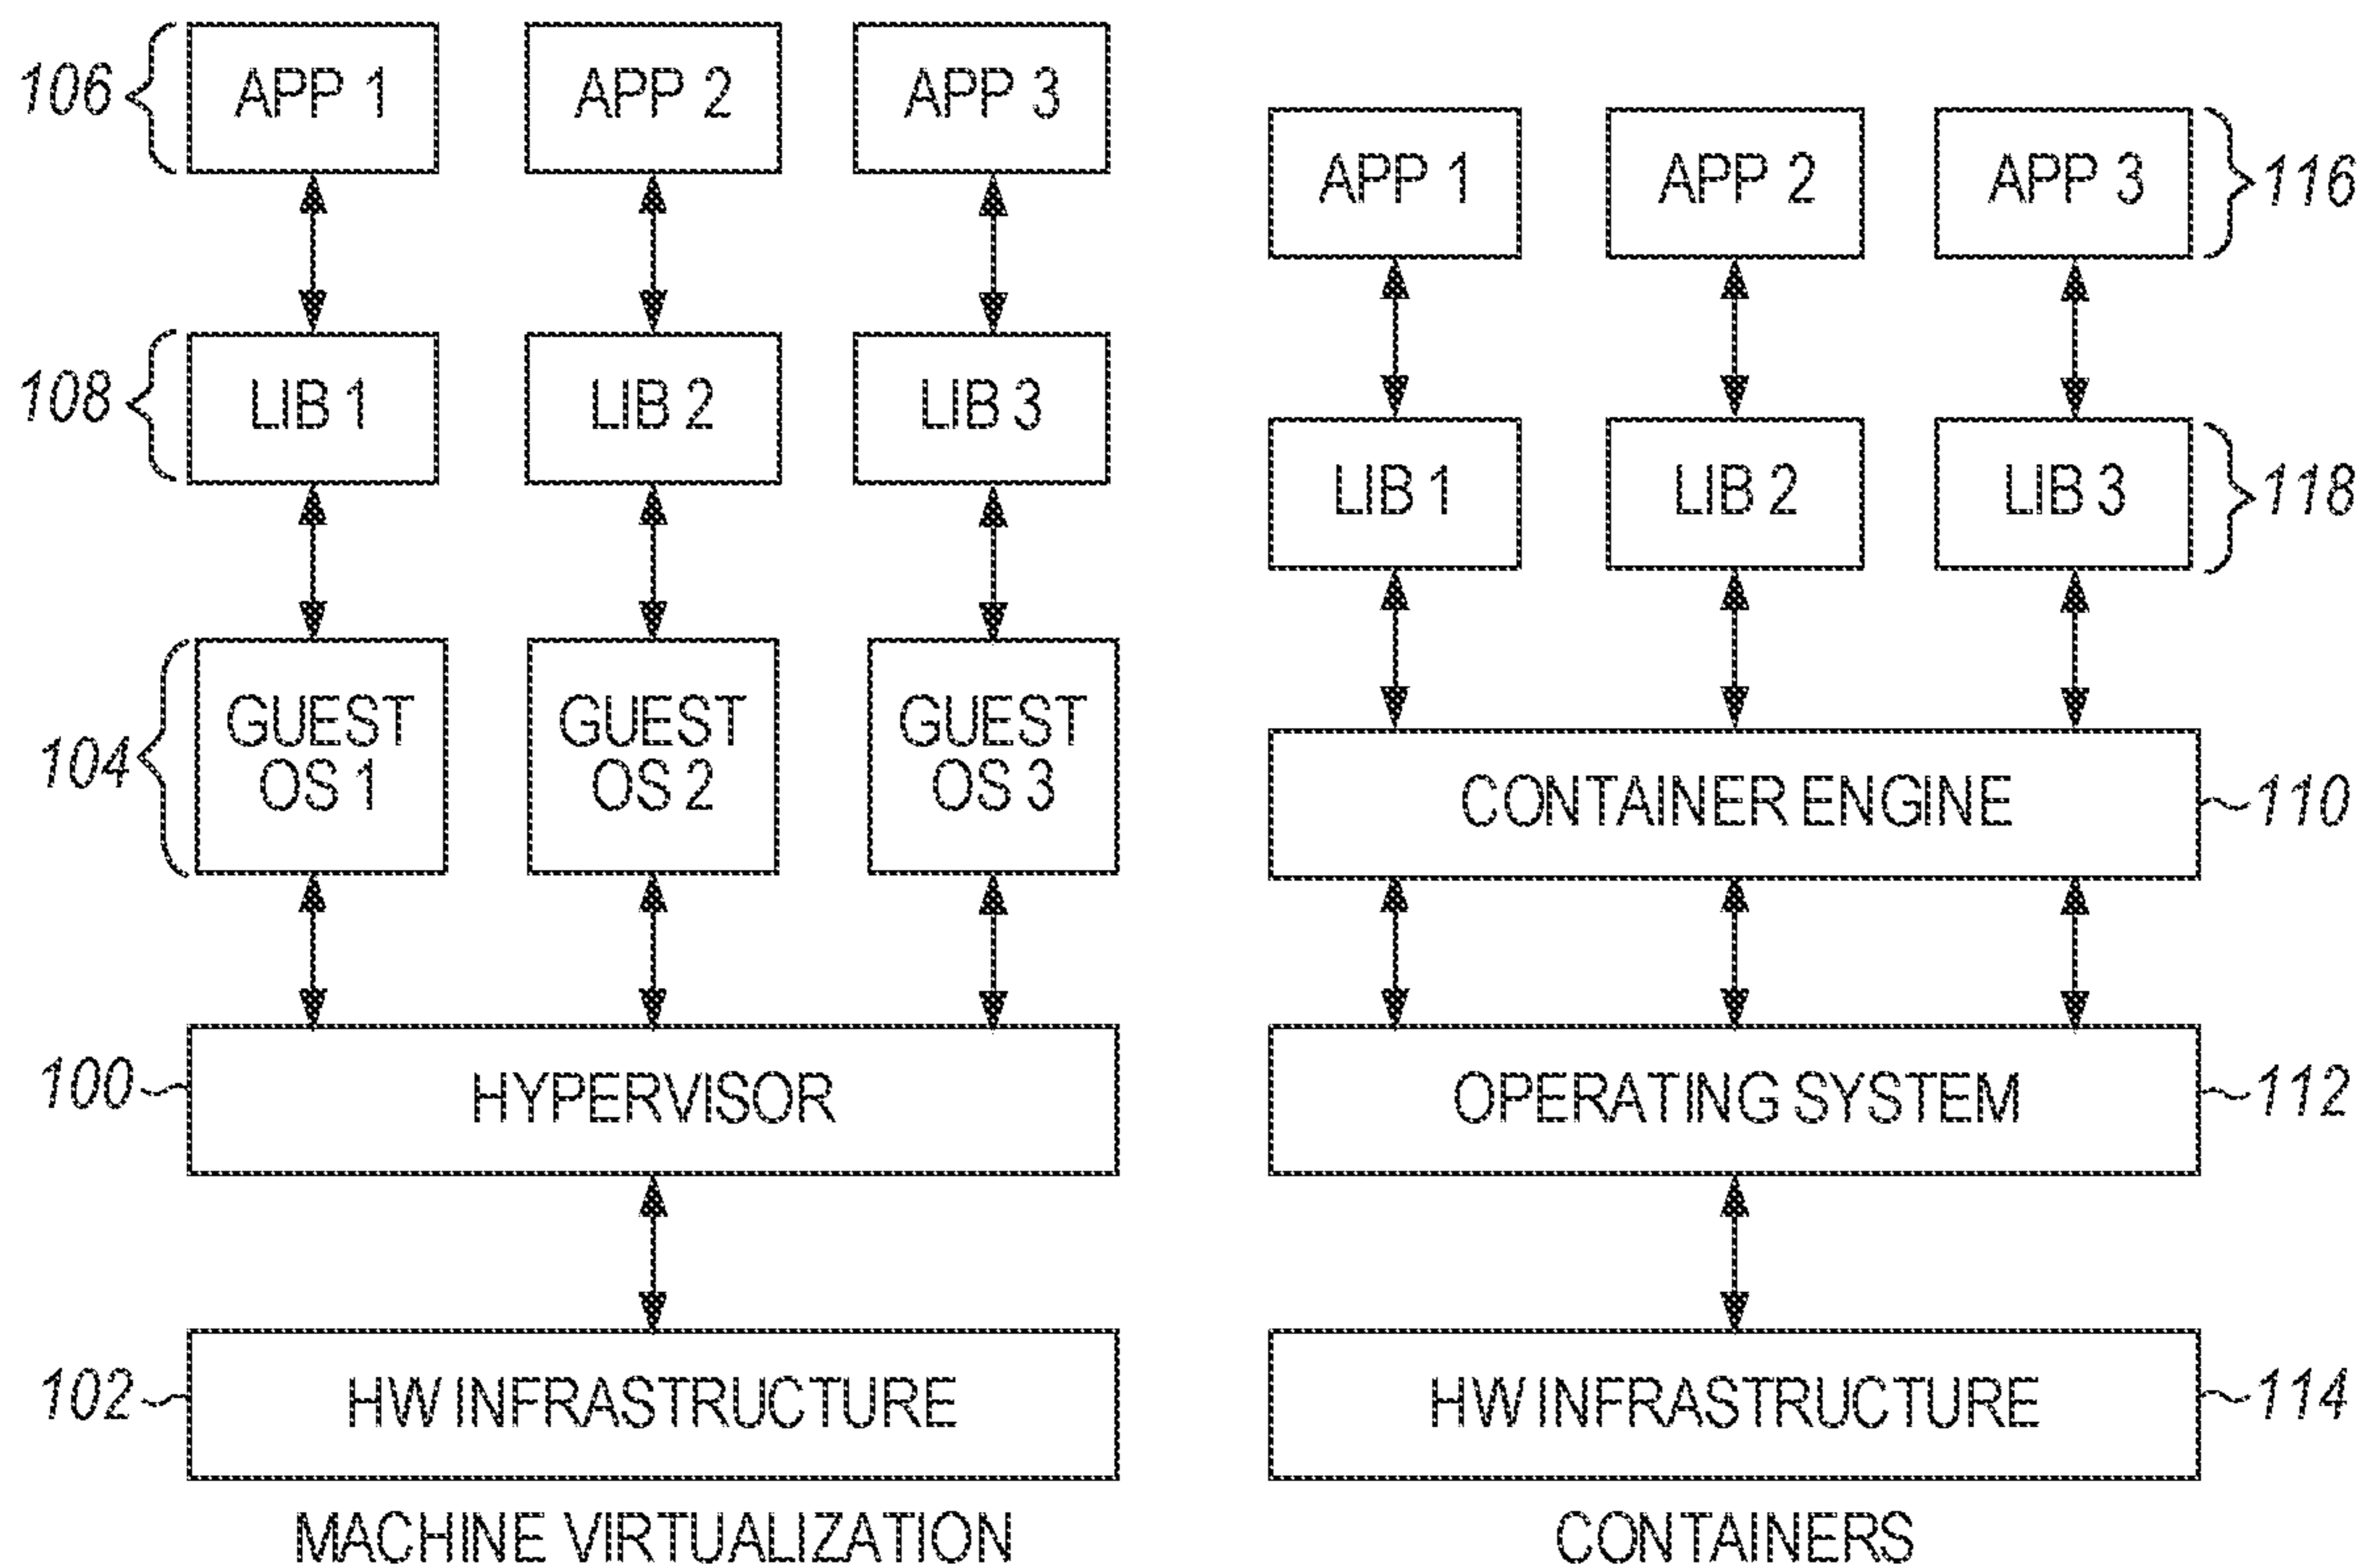 106
APP 1
APP 2
APP 3
108
LIB 1
LIB 2
LIB 3
104
GUEST
OS 1
GUEST
OS 2
GUEST
OS 3
100
HYPERVISOR
102
HW INFRASTRUCTURE
MACHINE VIRTUALIZATION
APP 1
APP 2
APP 3
116
LIB 1
LIB 2
LIB 3
118
CONTAINER ENGINE
110
OPERATING SYSTEM
112
HW INFRASTRUCTURE
114
CONTAINERS